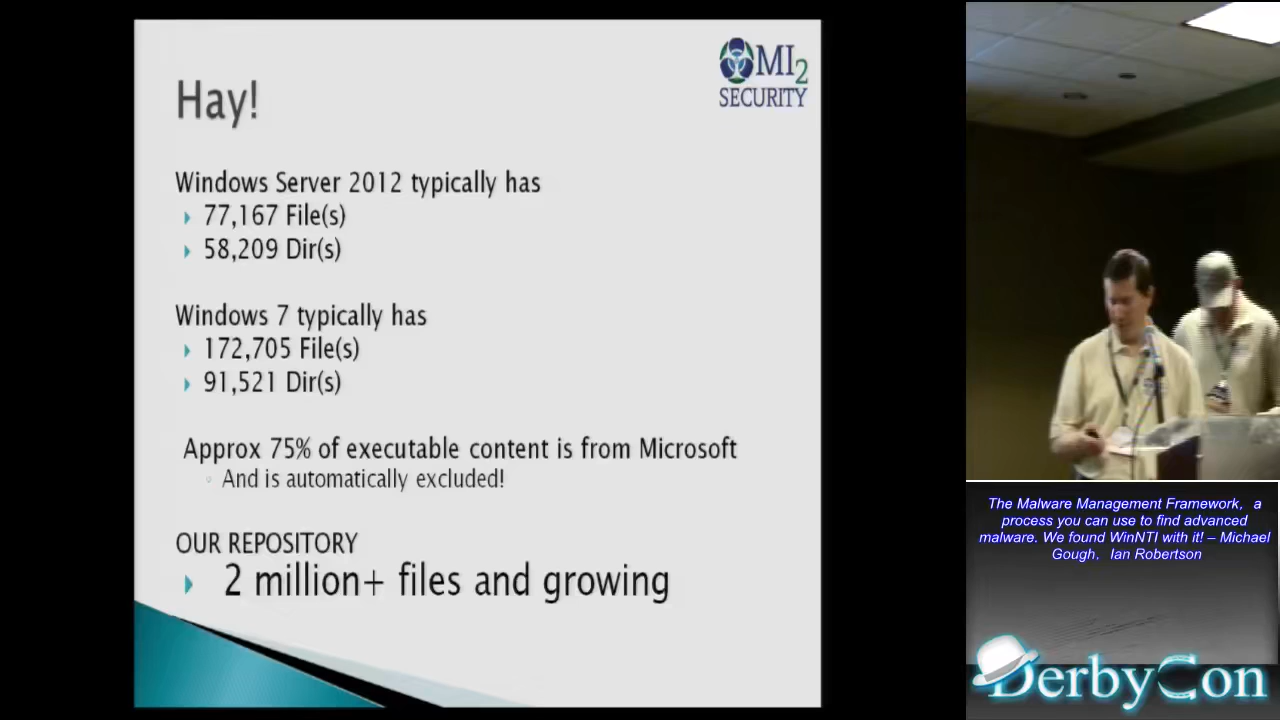 Hay!
MI2
SECURITY
Windows Server 2012 typically has
77,167 File(s)
58,209 Dir(s)
Windows 7 typically has
172,705 File(s)
91,521 Dir(s)
Approx 75% of executable content is from Microsoft
And is automatically excluded!
OUR REPOSITORY
2 million+ files and growing
The Malware Management Framework, a
process you can use to find advanced
malware. We found WinNTI with it! – Michael
Gough, Ian Robertson
DerbyCon